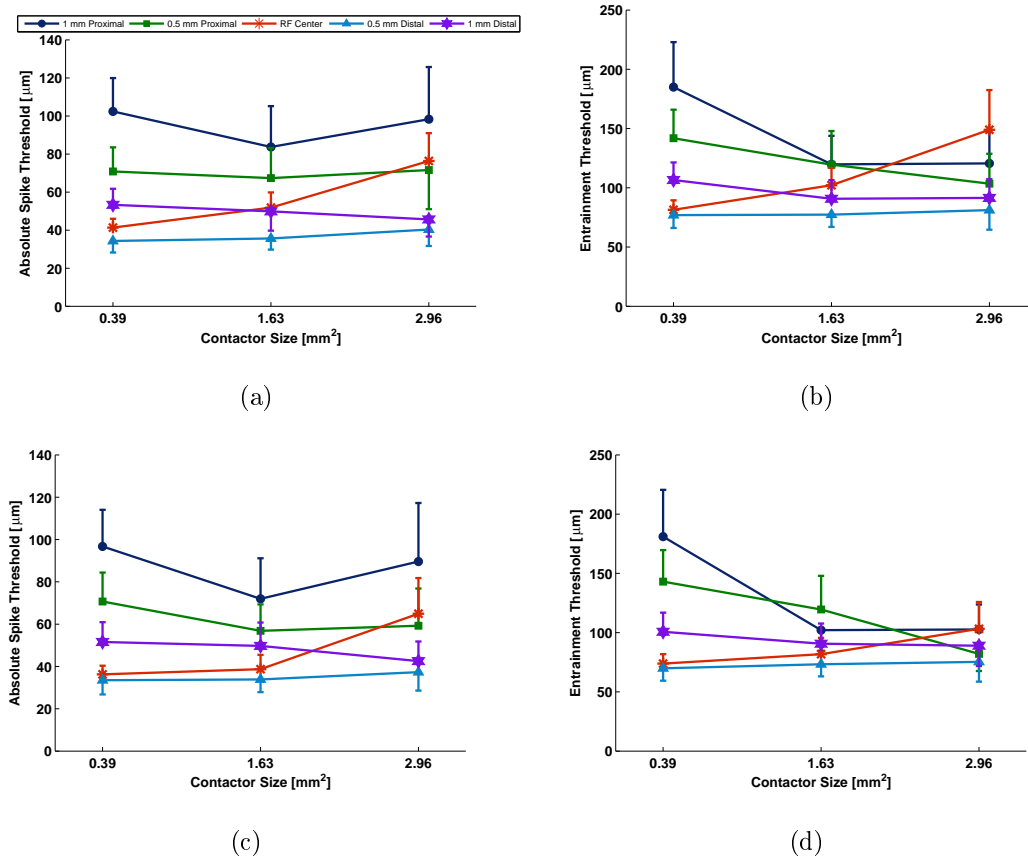 1 mm Proximal 0.5 mm Proximal RF Center 0.5 mm Distal 1 mm Distal
140
120
100
80
60
40
20
0
Absolute Spike Threshold [μm]
0.39 1.63 2.96
Contactor Size [mm²]
(a)
250
200
150
100
50
0
Entrainment Threshold [μm]
0.39 1.63 2.96
Contactor Size [mm²]
(b)
140
120
100
80
60
40
20
0
Absolute Spike Threshold [μm]
0.39 1.63 2.96
Contactor Size [mm²]
(c)
250
200
150
100
50
0
Entrainment Threshold [μm]
0.39 1.63 2.96
Contactor Size [mm²]
(d)